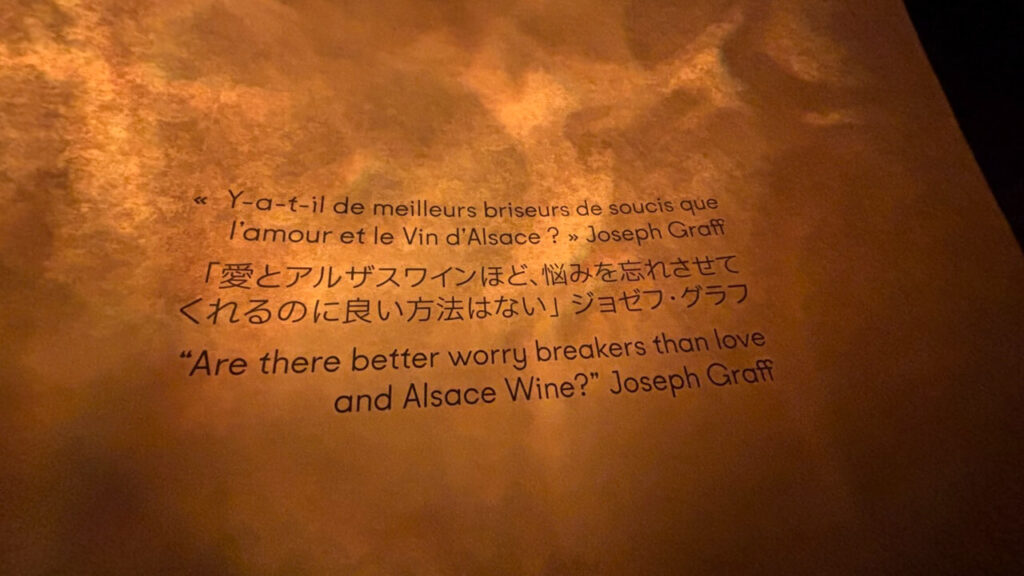 « Y-a-t-il de meilleurs briseurs de soucis que
l'amour et le Vin d'Alsace ? » Joseph Graff
「愛とアルザスワインほど、悩みを忘れさせて
くれるのに良い方法はない」ジョゼフ・グラフ
“Are there better worry breakers than love
and Alsace Wine?” Joseph Graff